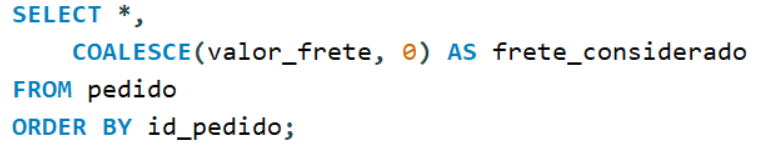 SELECT *,
    COALESCE(valor_frete, 0) AS frete_considerado
FROM pedido
ORDER BY id_pedido;